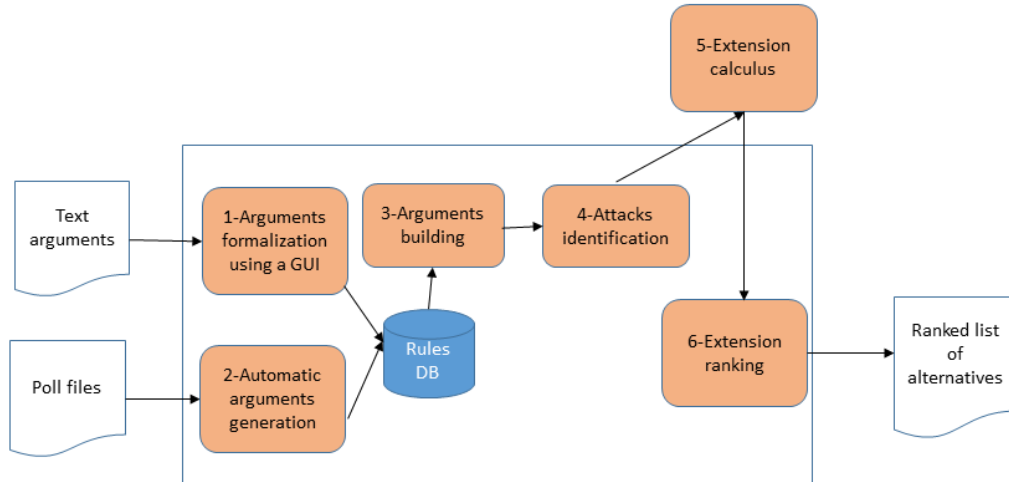 5-Extension
calculus
Text
arguments
1-Arguments
formalization
using a GUI
3-Arguments
building
4-Attacks
identification
Poll files
2-Automatic
arguments
generation
Rules
DB
6-Extension
ranking
Ranked list
of
alternatives